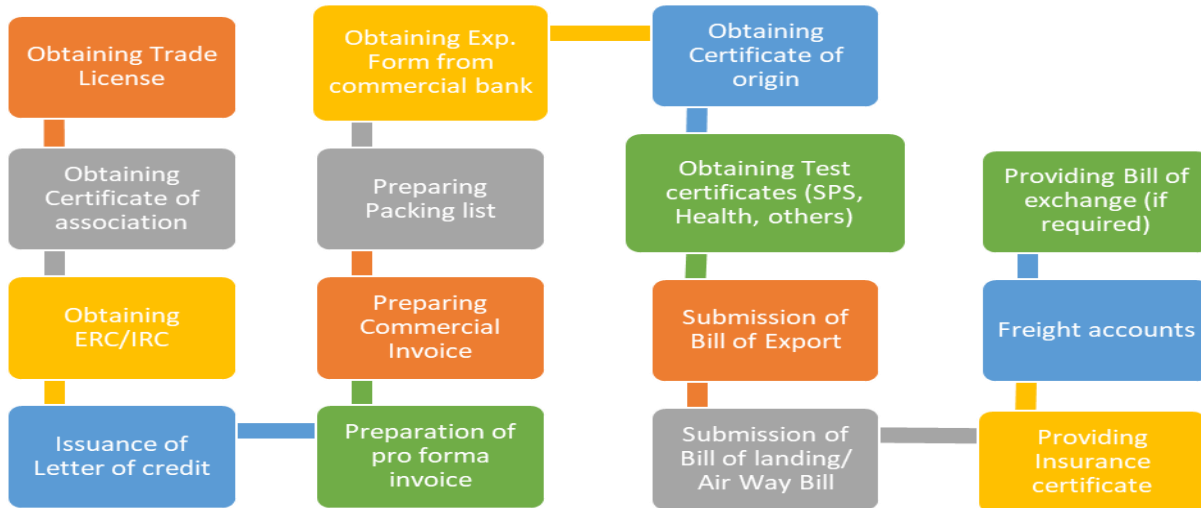 Obtaining Trade
License
Obtaining
Certificate of
association
Obtaining
ERC/IRC
Issuance of
Letter of credit
Preparation of
pro forma
invoice
Preparing
Commercial
Invoice
Preparing
Packing list
Obtaining Exp.
Form from
commercial bank
Obtaining
Certificate of
origin
Obtaining Test
certificates (SPS,
Health, others)
Submission of
Bill of Export
Submission of
Bill of landing/
Air Way Bill
Providing
Insurance
certificate
Freight accounts
Providing Bill of
exchange (if
required)